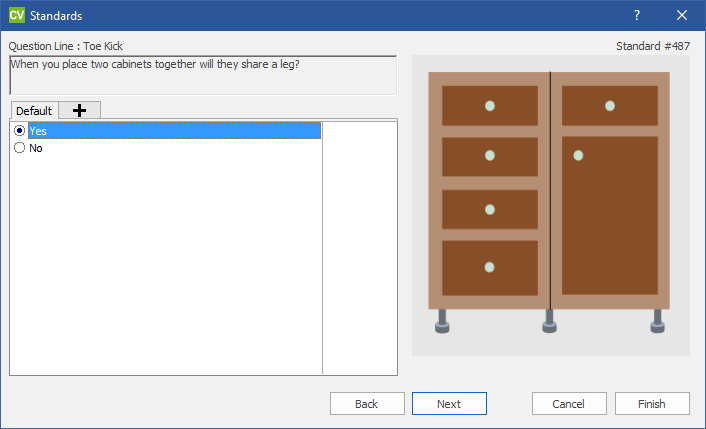 CV Standards ?
Question Line : Toe Kick Standard #487
When you place two cabinets together will they share a leg?
Default
Yes
No
Back Next Cancel Finish